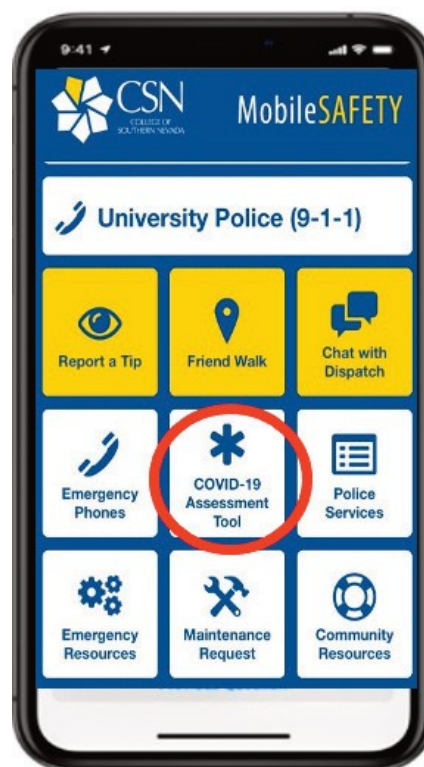 9:41
CSN
COLLEGE OF
SOUTHERN NEVADA
MobileSAFETY
University Police (9-1-1)
Report a Tip
Friend Walk
Chat with
Dispatch
Emergency
Phones
COVID-19
Assessment
Tool
Police
Services
Emergency
Resources
Maintenance
Request
Community
Resources